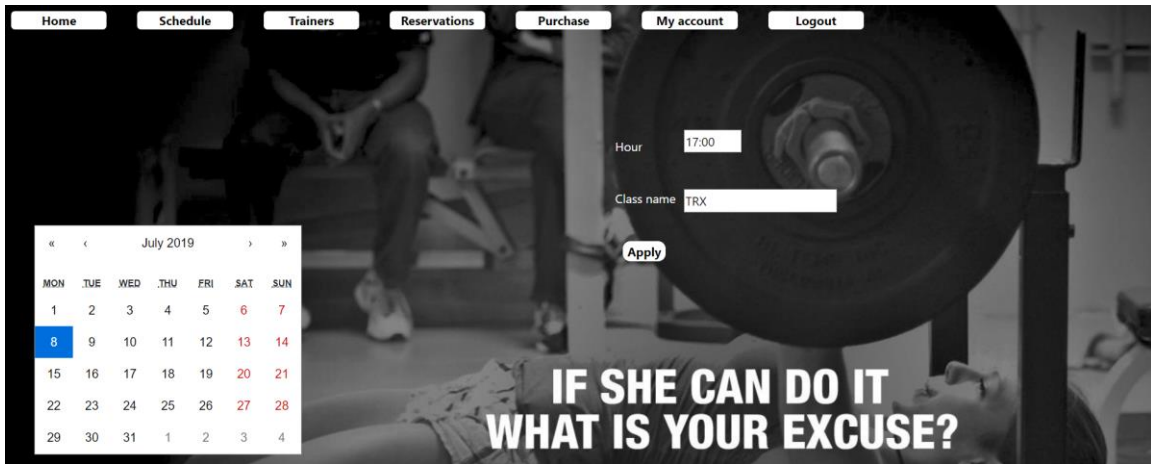 Home Schedule Trainers Reservations Purchase My account Logout
Hour 17:00
Class name TRX
Apply
« ‹ July 2019 › »
MON TUE WED THU FRI SAT SUN
1 2 3 4 5 6 7
8 9 10 11 12 13 14
15 16 17 18 19 20 21
22 23 24 25 26 27 28
29 30 31 1 2 3 4
IF SHE CAN DO IT
WHAT IS YOUR EXCUSE?